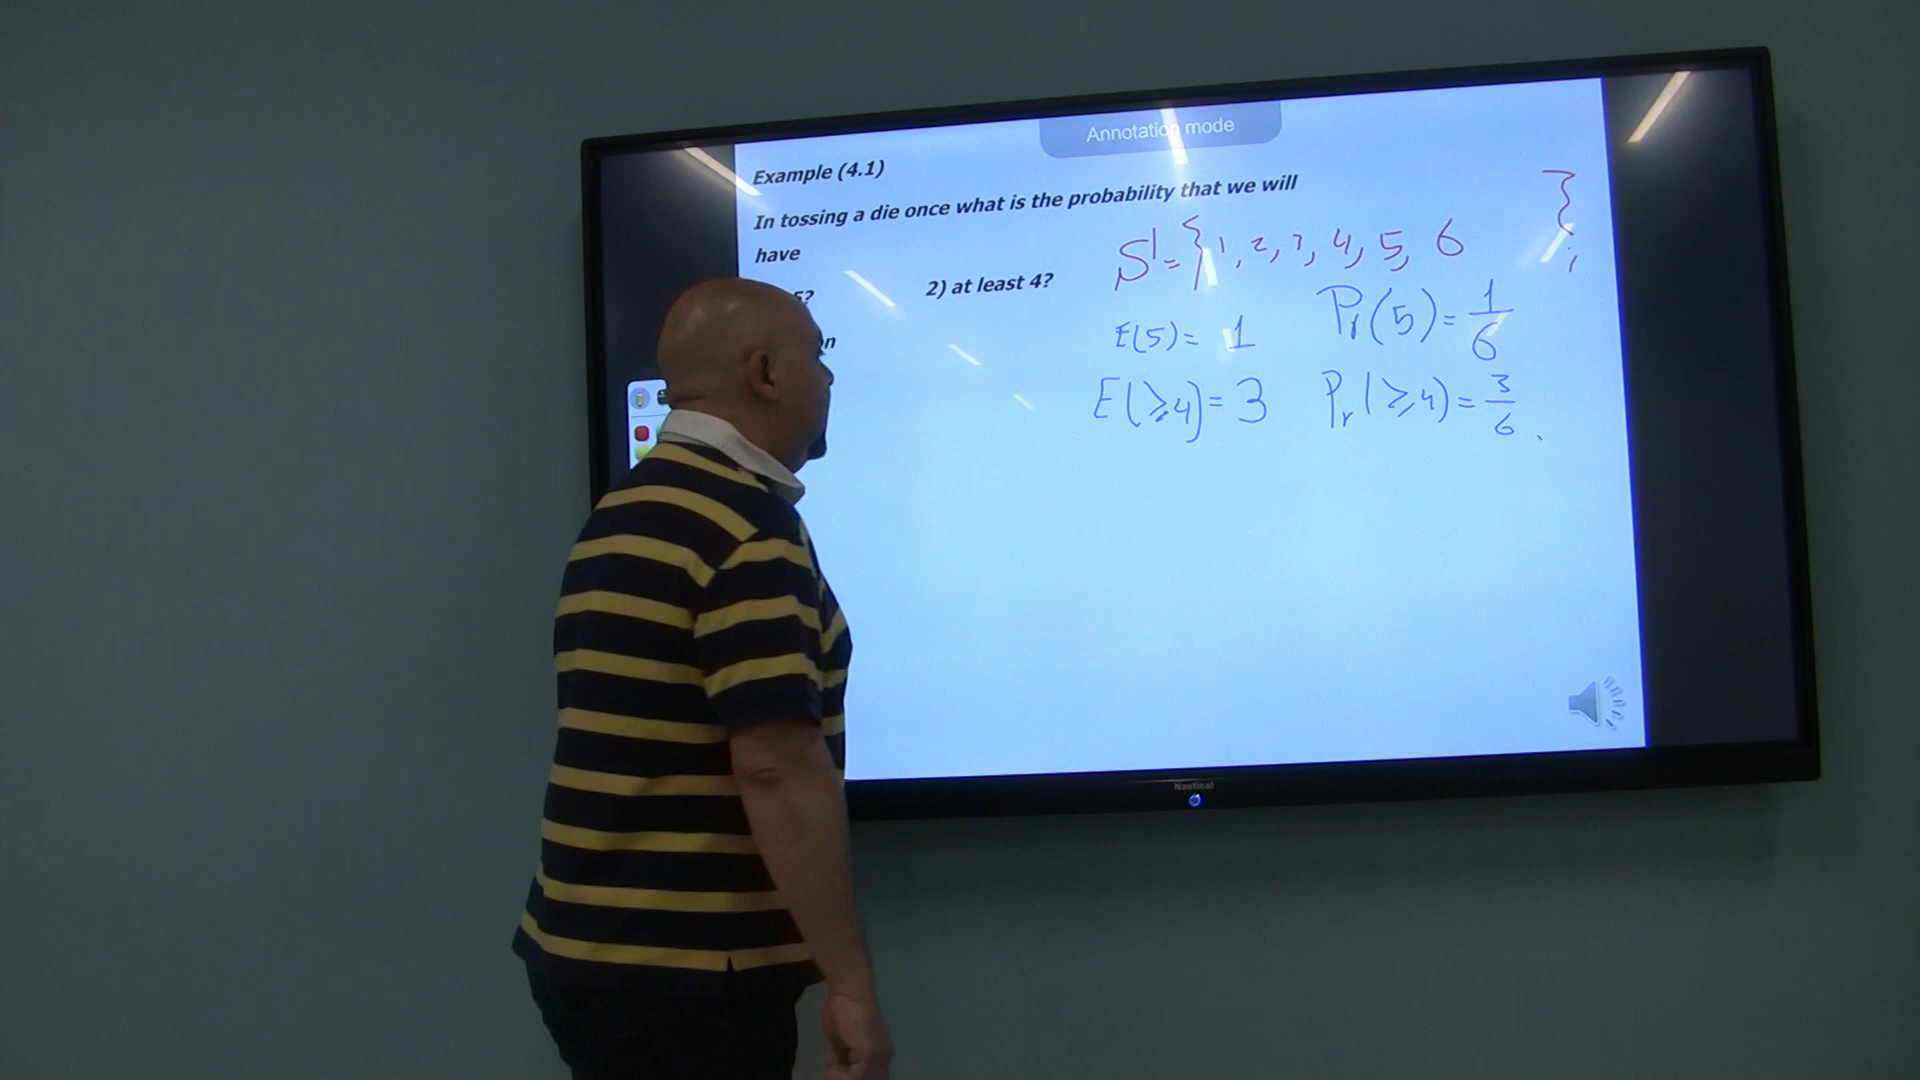 Annotation mode
Example (4.1)
In tossing a die once what is the probability that we will
have
5? 2) at least 4?
S = { 1, 2, 3, 4, 5, 6 }
E(5) = 1 Pr(5) = 1/6
E(≥4) = 3 Pr(≥4) = 3/6
Nautical